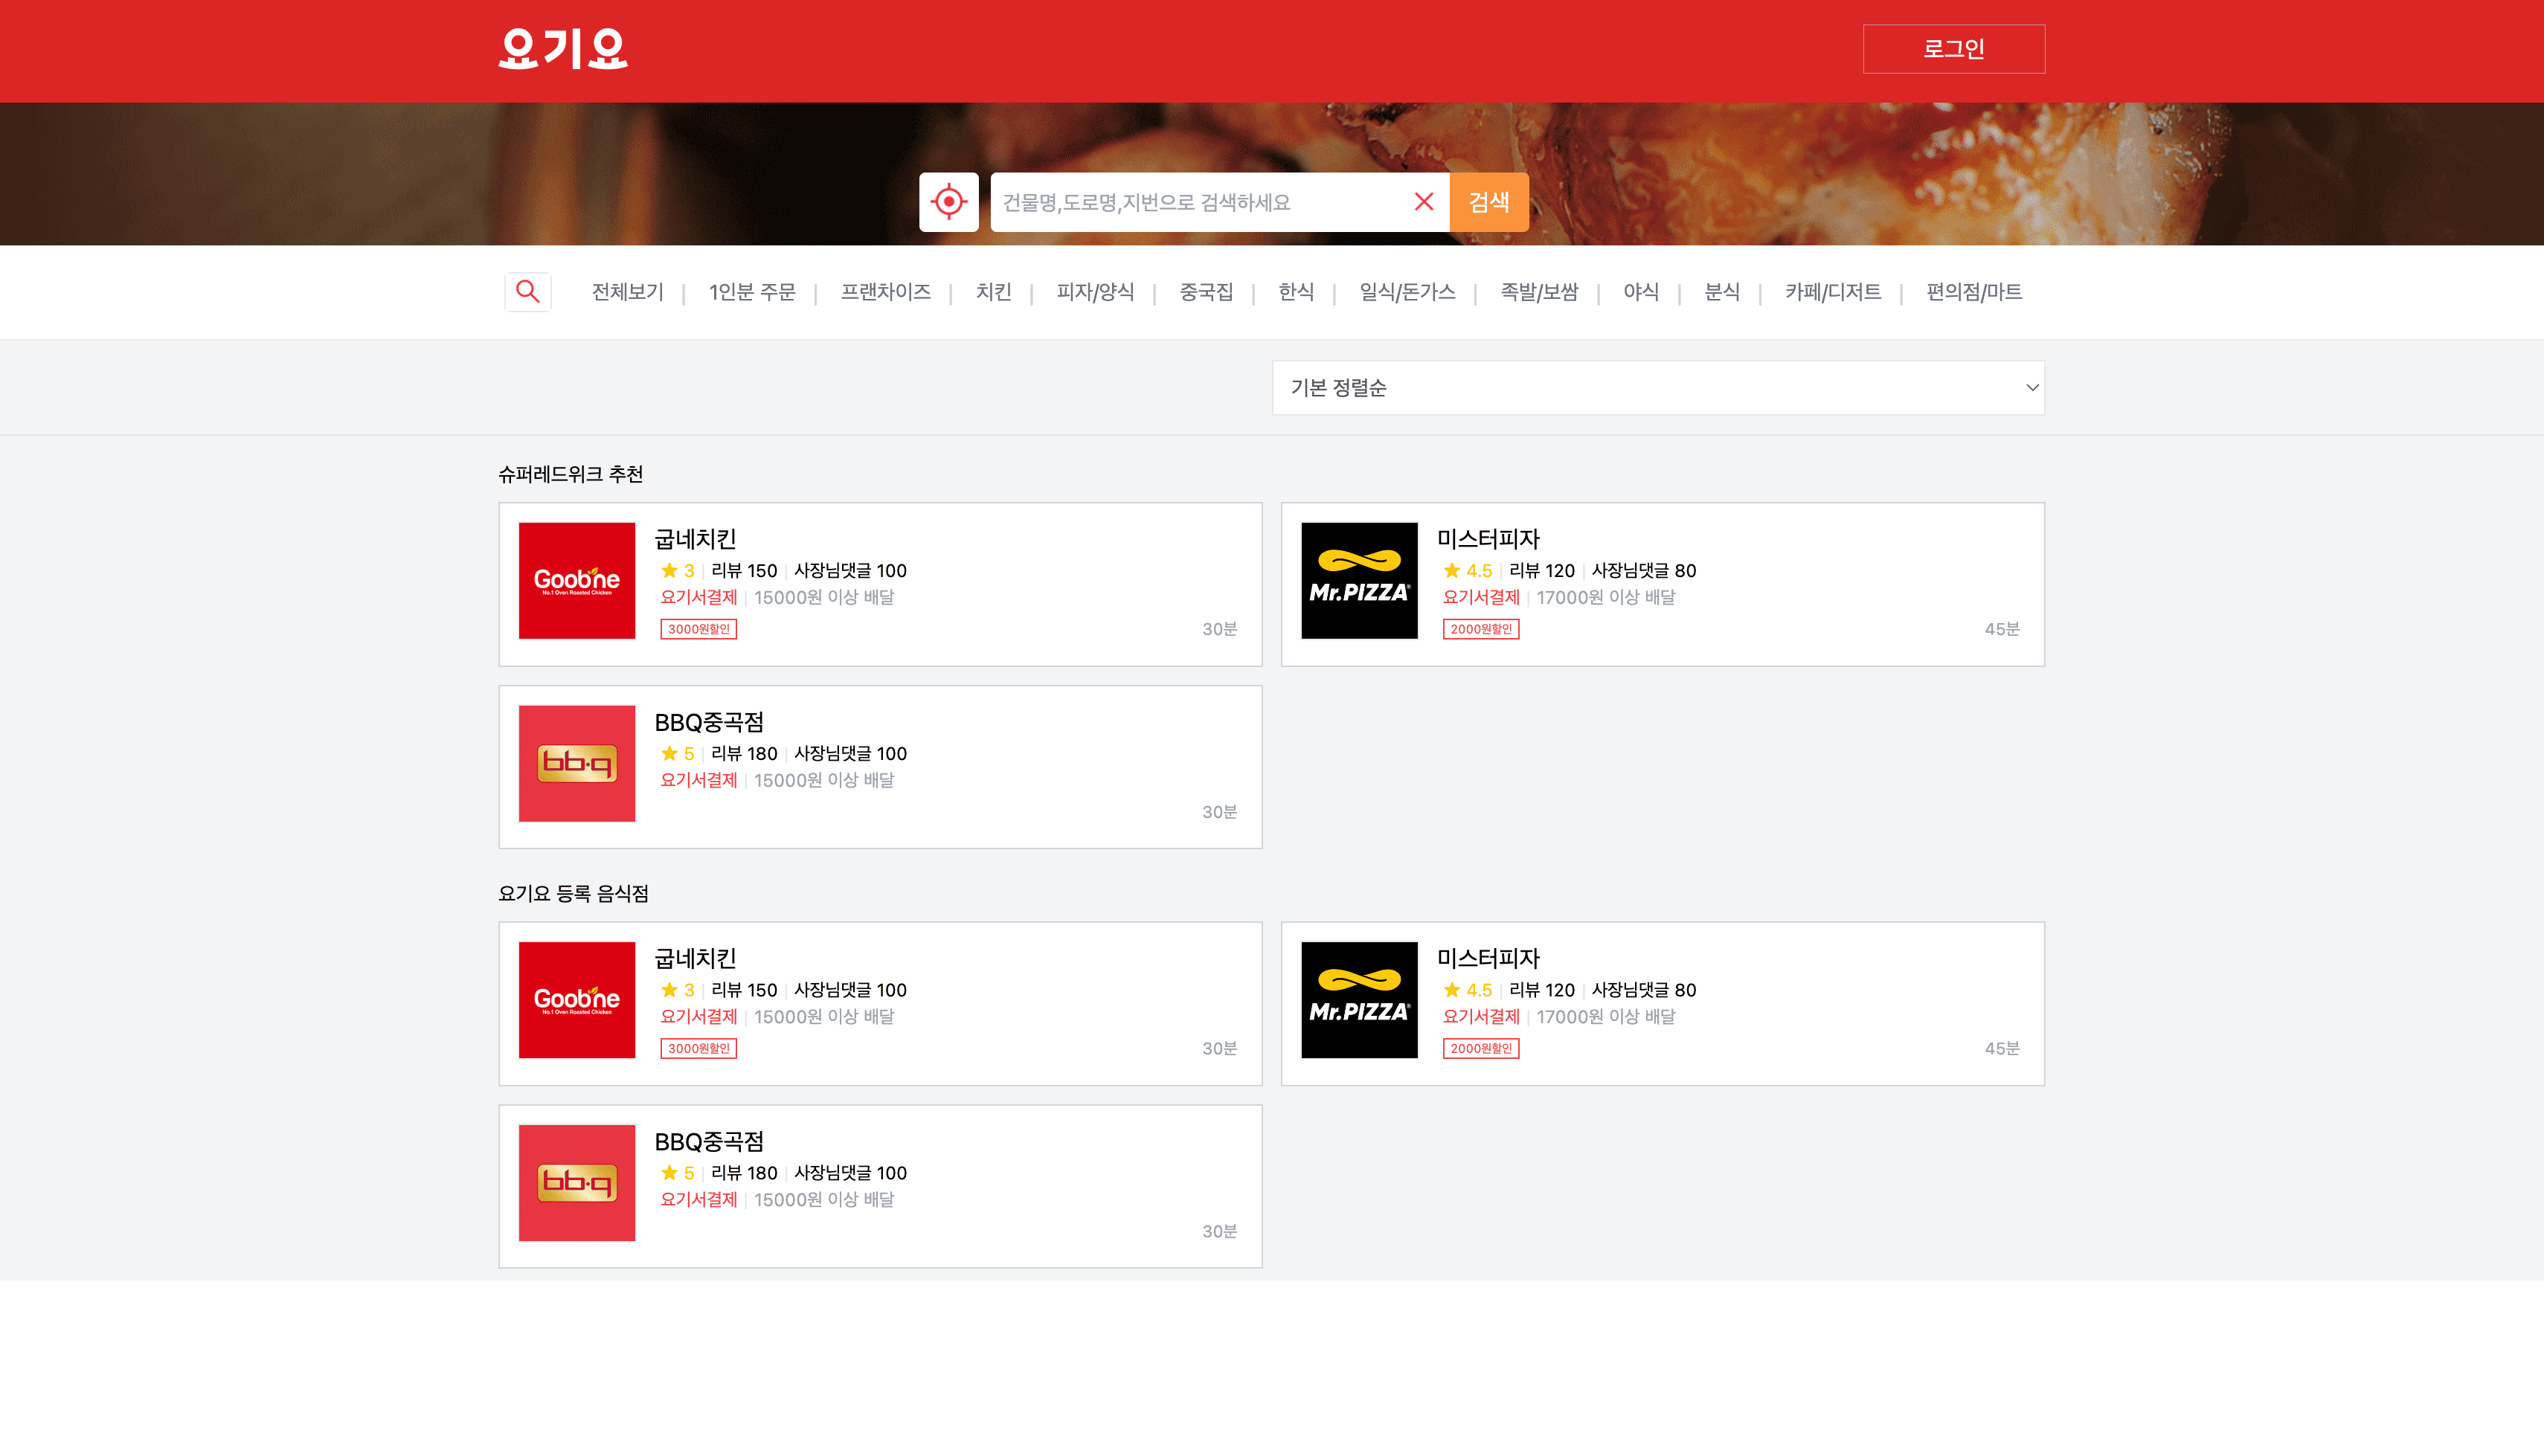 요기요
로그인
건물명,도로명,지번으로 검색하세요
검색
전체보기 | 1인분 주문 | 프랜차이즈 | 치킨 | 피자/양식 | 중국집 | 한식 | 일식/돈가스 | 족발/보쌈 | 야식 | 분식 | 카페/디저트 | 편의점/마트
기본 정렬순
슈퍼레드위크 추천
Goobne
No.1 Oven Roasted Chicken
굽네치킨
★ 3 | 리뷰 150 | 사장님댓글 100
요기서결제 | 15000원 이상 배달
3000원할인
30분
Mr.PIZZA®
미스터피자
★ 4.5 | 리뷰 120 | 사장님댓글 80
요기서결제 | 17000원 이상 배달
2000원할인
45분
bb·q
BBQ중곡점
★ 5 | 리뷰 180 | 사장님댓글 100
요기서결제 | 15000원 이상 배달
30분
요기요 등록 음식점
Goobne
No.1 Oven Roasted Chicken
굽네치킨
★ 3 | 리뷰 150 | 사장님댓글 100
요기서결제 | 15000원 이상 배달
3000원할인
30분
Mr.PIZZA®
미스터피자
★ 4.5 | 리뷰 120 | 사장님댓글 80
요기서결제 | 17000원 이상 배달
2000원할인
45분
bb·q
BBQ중곡점
★ 5 | 리뷰 180 | 사장님댓글 100
요기서결제 | 15000원 이상 배달
30분